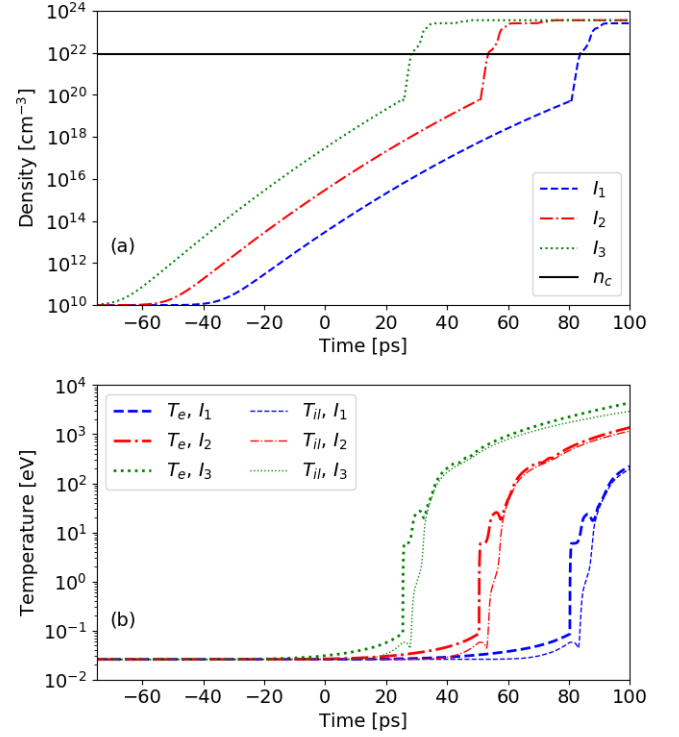 10^24
10^22
10^20
10^18
10^16
10^14
10^12
10^10
Density [cm^−3]
(a)
I_1
I_2
I_3
n_c
−60 −40 −20 0 20 40 60 80 100
Time [ps]
10^4
10^3
10^2
10^1
10^0
10^−1
10^−2
Temperature [eV]
T_e, I_1 T_il, I_1
T_e, I_2 T_il, I_2
T_e, I_3 T_il, I_3
(b)
−60 −40 −20 0 20 40 60 80 100
Time [ps]